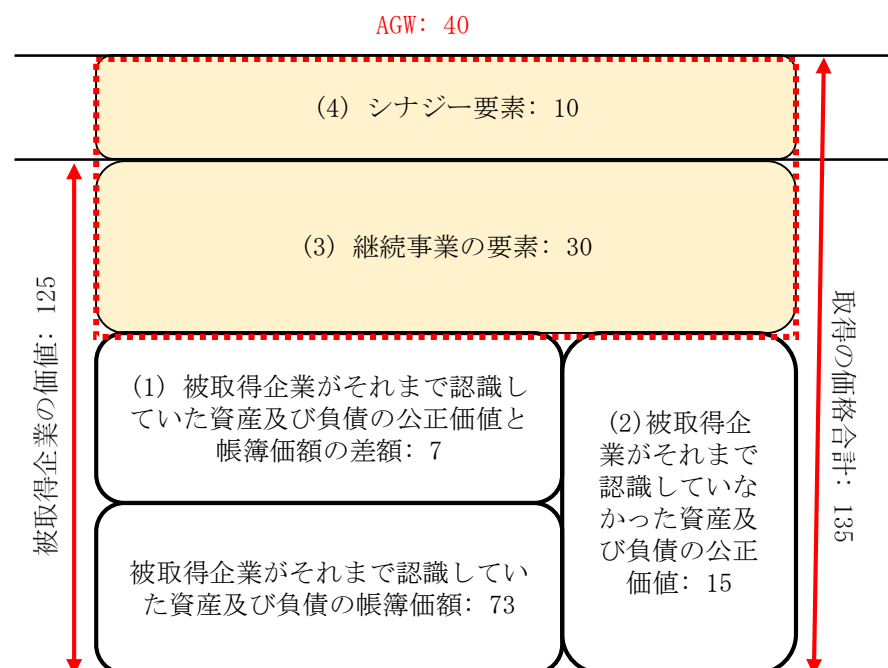 AGW: 40
(4) シナジー要素: 10
(3) 継続事業の要素: 30
被取得企業の価値: 125
取得の価格合計: 135
(1) 被取得企業がそれまで認識し
ていた資産及び負債の公正価値と
帳簿価額の差額: 7
(2)被取得企
業がそれまで
認識していな
かった資産及
び負債の公正
価値: 15
被取得企業がそれまで認識してい
た資産及び負債の帳簿価額: 73